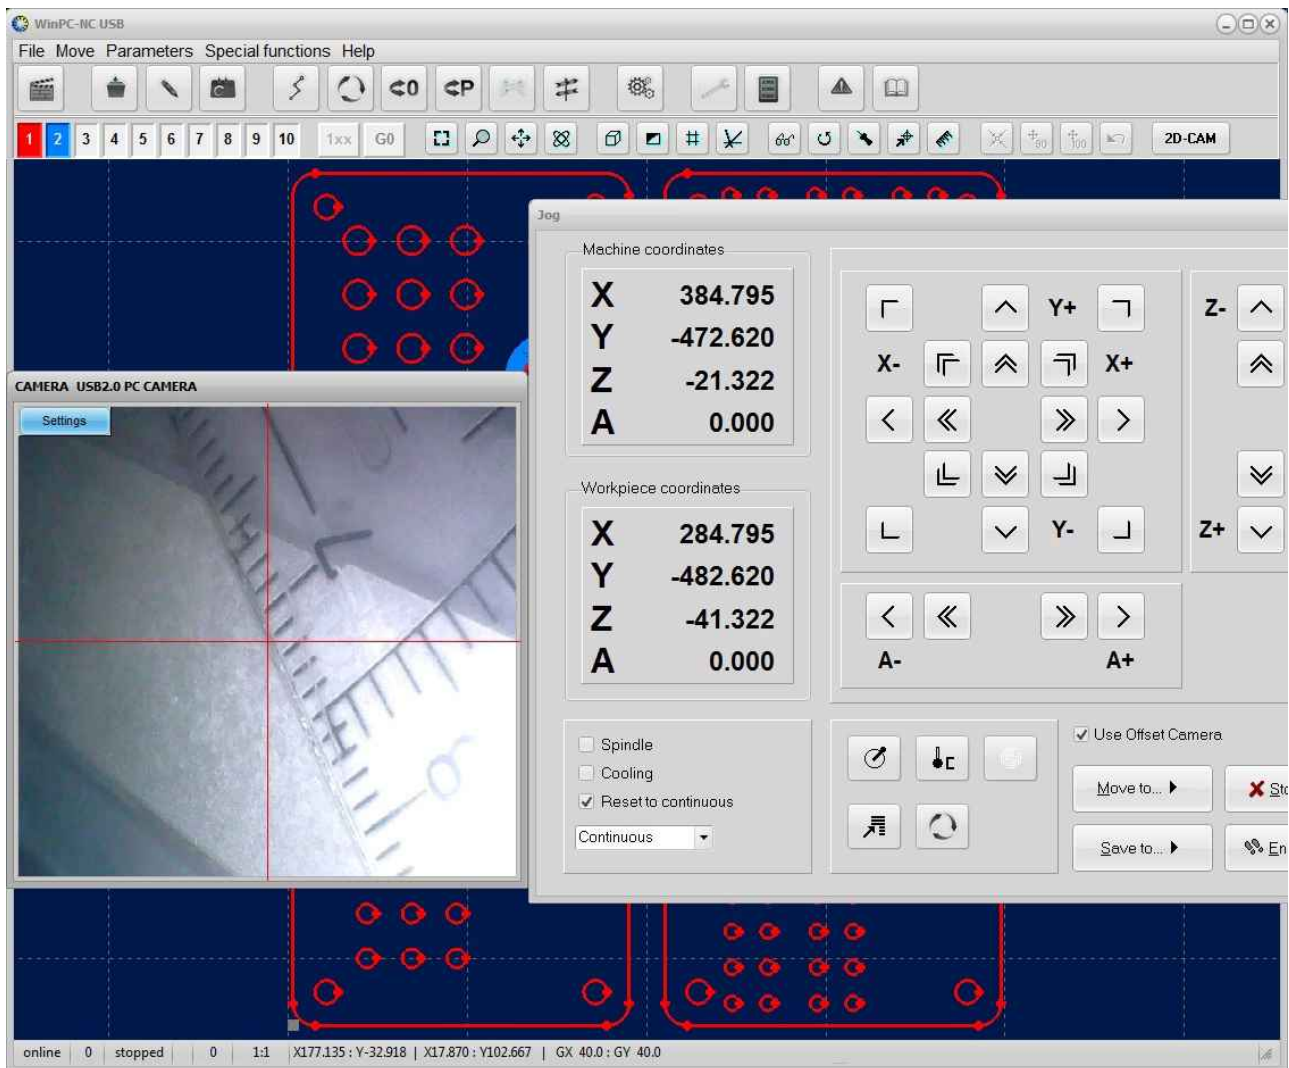 WinPC-NC USB
File Move Parameters Special functions Help
0 P
1 2 3 4 5 6 7 8 9 10 1xx G0 2D-CAM
Jog
Machine coordinates
X 384.795
Y -472.620
Z -21.322
A 0.000
Y+ Z-
X- X+
Y- Z+
A- A+
CAMERA USB2.0 PC CAMERA
Settings
Workpiece coordinates
X 284.795
Y -482.620
Z -41.322
A 0.000
Spindle
Cooling
Reset to continuous
Continuous
C
Use Offset Camera
Move to... Sto
Save to... En
online 0 stopped 0 1:1 X177.135 : Y-32.918 | X17.870 : Y102.667 | GX 40.0 : GY 40.0